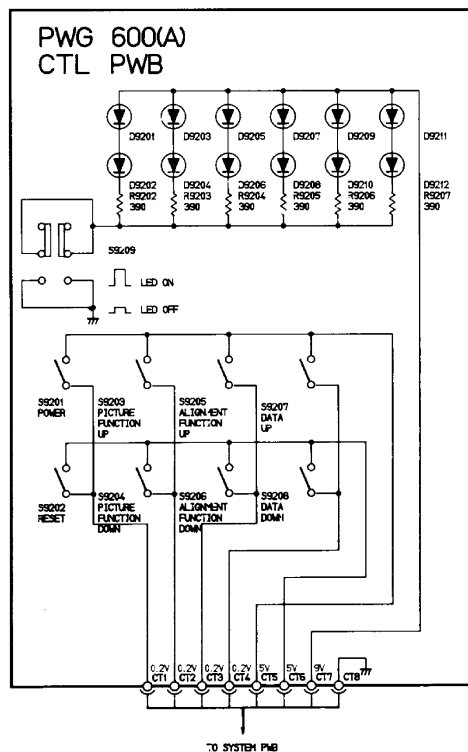 PWG 600(A)
CTL PWB
D9201 D9203 D9205 D9207 D9209 D9211
D9202 D9204 D9206 D9208 D9210 D9212
R9202 R9203 R9204 R9205 R9206 R9207
390 390 390 390 390 390
S9209
LED ON
LED OFF
S9201 S9203 S9205 S9207
POWER PICTURE ALIGNMENT DATA
FUNCTION FUNCTION UP
UP UP
S9202 S9204 S9206 S9208
RESET PICTURE ALIGNMENT DATA
FUNCTION FUNCTION DOWN
DOWN DOWN
0.2V 0.2V 0.2V 0.2V 5V 5V 9V
CT1 CT2 CT3 CT4 CT5 CT6 CT7 CT8
TO SYSTEM PWB